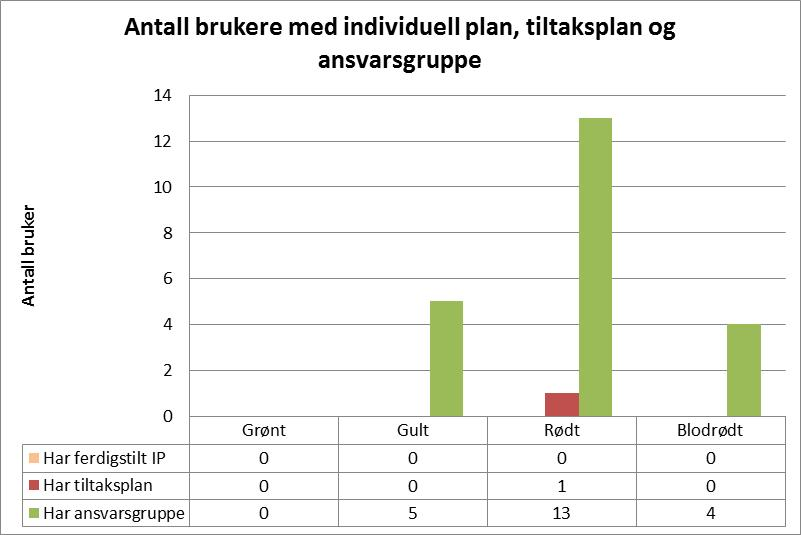 Antall brukere med individuell plan, tiltaksplan og
ansvarsgruppe
14
12
10
8
6
4
2
0
Antall bruker
Grønt Gult Rødt Blodrødt
Har ferdigstilt IP 0 0 0 0
Har tiltaksplan 0 0 1 0
Har ansvarsgruppe 0 5 13 4